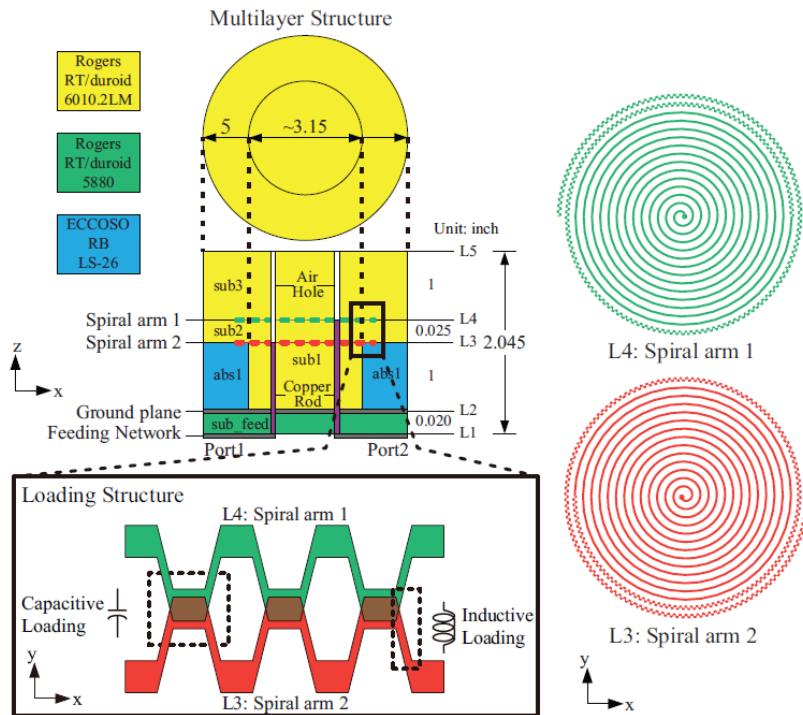 Multilayer Structure
Rogers
RT/duroid
6010.2LM
Rogers
RT/duroid
5880
ECCOSO
RB
LS-26
5
~3.15
Unit: inch
L5
sub3
Air
Hole
1
Spiral arm 1
L4
sub2
0.025
Spiral arm 2
L3
2.045
sub1
abs1
abs1
1
Copper
Rod
Ground plane
L2
sub_feed
0.020
Feeding Network
L1
Port1
Port2
z
x
L4: Spiral arm 1
L3: Spiral arm 2
y
x
Loading Structure
L4: Spiral arm 1
Capacitive
Loading
Inductive
Loading
y
x
L3: Spiral arm 2